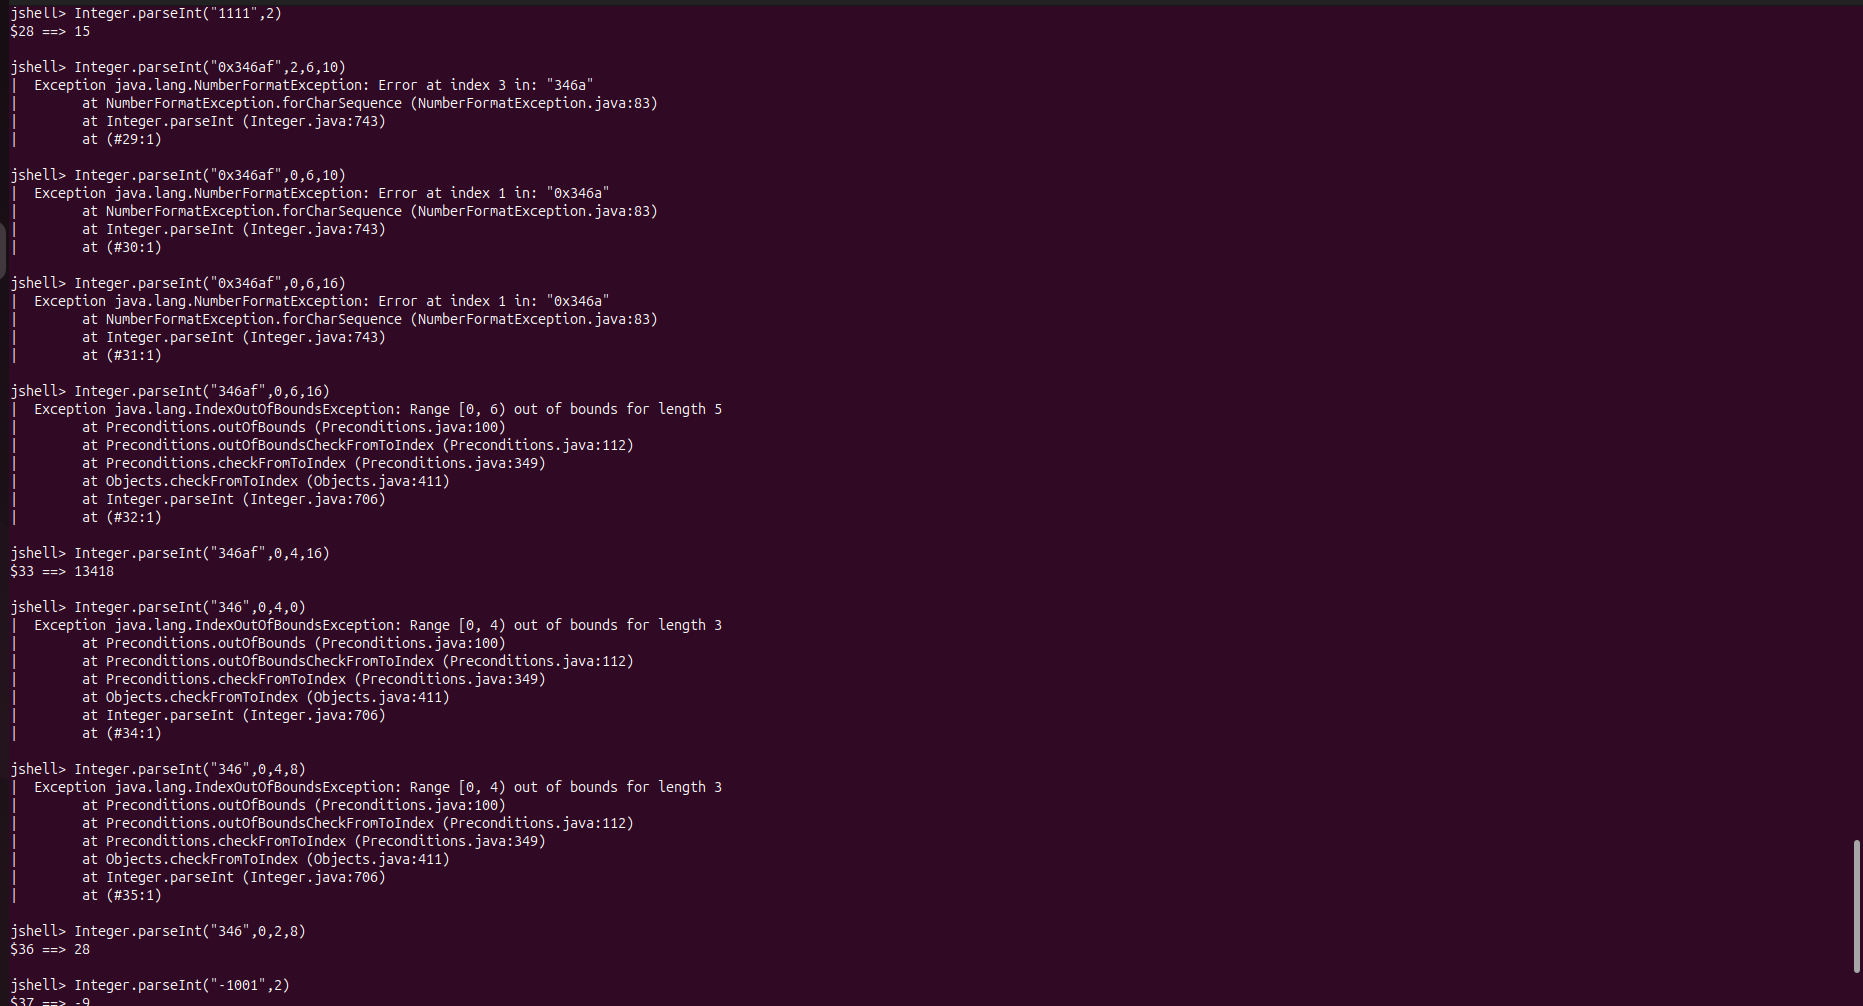 jshell> Integer.parseInt("1111",2)
$28 ==> 15
jshell> Integer.parseInt("0x346af",2,6,10)
|  Exception java.lang.NumberFormatException: Error at index 3 in: "346a"
|        at NumberFormatException.forCharSequence (NumberFormatException.java:83)
|        at Integer.parseInt (Integer.java:743)
|        at (#29:1)
jshell> Integer.parseInt("0x346af",0,6,10)
|  Exception java.lang.NumberFormatException: Error at index 1 in: "0x346a"
|        at NumberFormatException.forCharSequence (NumberFormatException.java:83)
|        at Integer.parseInt (Integer.java:743)
|        at (#30:1)
jshell> Integer.parseInt("0x346af",0,6,16)
|  Exception java.lang.NumberFormatException: Error at index 1 in: "0x346a"
|        at NumberFormatException.forCharSequence (NumberFormatException.java:83)
|        at Integer.parseInt (Integer.java:743)
|        at (#31:1)
jshell> Integer.parseInt("346af",0,6,16)
|  Exception java.lang.IndexOutOfBoundsException: Range [0, 6) out of bounds for length 5
|        at Preconditions.outOfBounds (Preconditions.java:100)
|        at Preconditions.outOfBoundsCheckFromToIndex (Preconditions.java:112)
|        at Preconditions.checkFromToIndex (Preconditions.java:349)
|        at Objects.checkFromToIndex (Objects.java:411)
|        at Integer.parseInt (Integer.java:706)
|        at (#32:1)
jshell> Integer.parseInt("346af",0,4,16)
$33 ==> 13418
jshell> Integer.parseInt("346",0,4,0)
|  Exception java.lang.IndexOutOfBoundsException: Range [0, 4) out of bounds for length 3
|        at Preconditions.outOfBounds (Preconditions.java:100)
|        at Preconditions.outOfBoundsCheckFromToIndex (Preconditions.java:112)
|        at Preconditions.checkFromToIndex (Preconditions.java:349)
|        at Objects.checkFromToIndex (Objects.java:411)
|        at Integer.parseInt (Integer.java:706)
|        at (#34:1)
jshell> Integer.parseInt("346",0,4,8)
|  Exception java.lang.IndexOutOfBoundsException: Range [0, 4) out of bounds for length 3
|        at Preconditions.outOfBounds (Preconditions.java:100)
|        at Preconditions.outOfBoundsCheckFromToIndex (Preconditions.java:112)
|        at Preconditions.checkFromToIndex (Preconditions.java:349)
|        at Objects.checkFromToIndex (Objects.java:411)
|        at Integer.parseInt (Integer.java:706)
|        at (#35:1)
jshell> Integer.parseInt("346",0,2,8)
$36 ==> 28
jshell> Integer.parseInt("-1001",2)
$37 ==> -9